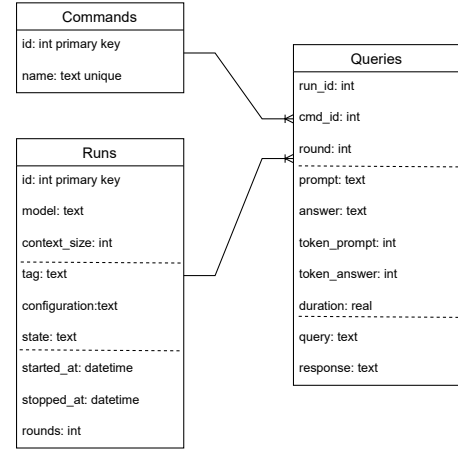 Commands
id: int primary key
name: text unique
Runs
id: int primary key
model: text
context_size: int
tag: text
configuration:text
state: text
started_at: datetime
stopped_at: datetime
rounds: int
Queries
run_id: int
cmd_id: int
round: int
prompt: text
answer: text
token_prompt: int
token_answer: int
duration: real
query: text
response: text